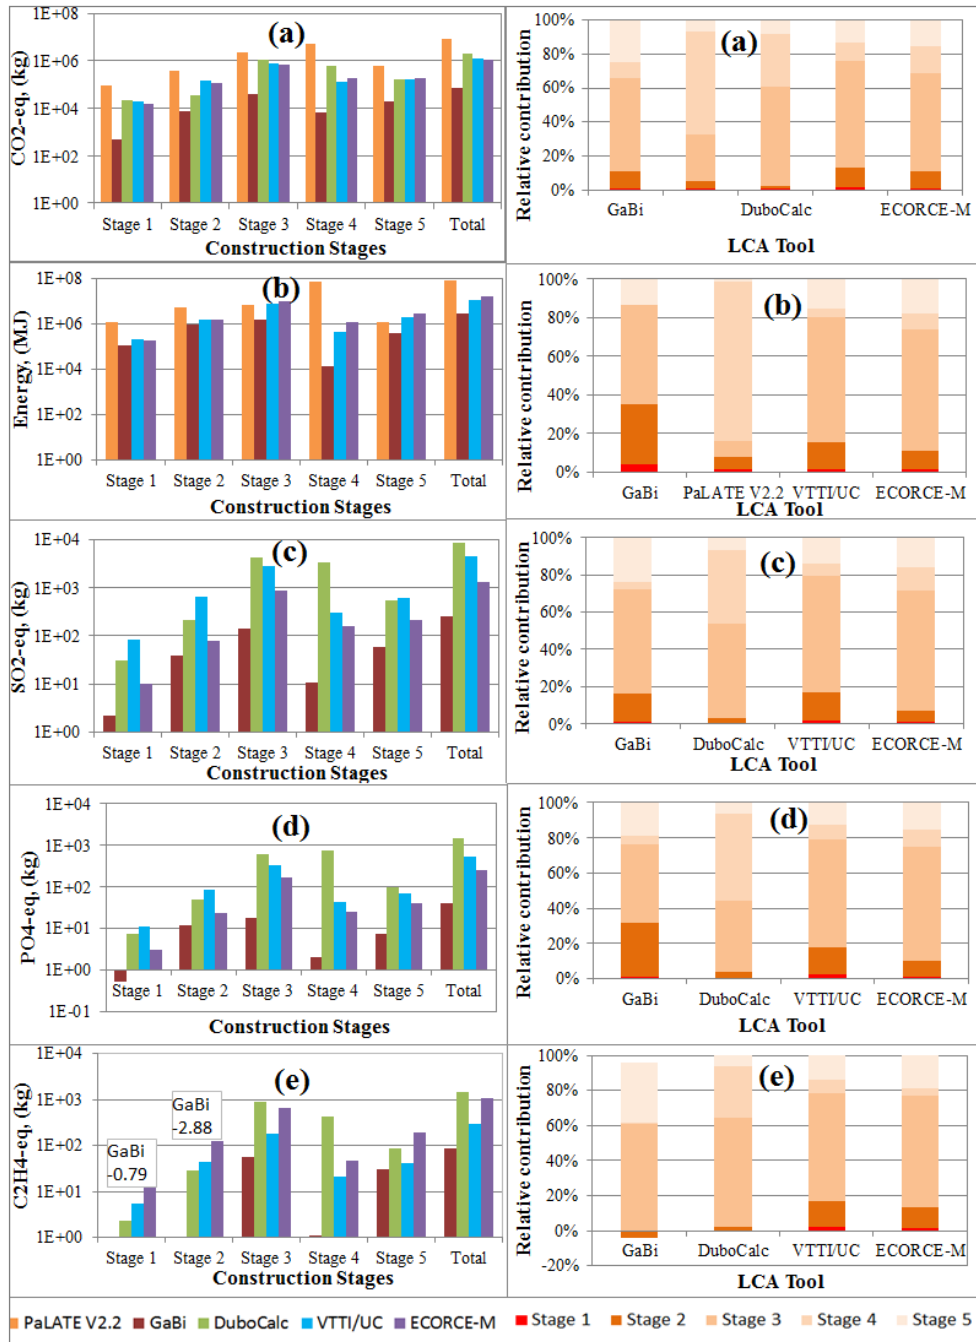 (a)
CO2-eq, (kg)
1E+08
1E+06
1E+04
1E+02
1E+00
Stage 1 Stage 2 Stage 3 Stage 4 Stage 5 Total
Construction Stages
(a)
Relative contribution
100%
80%
60%
40%
20%
0%
GaBi DuboCalc ECORCE-M
LCA Tool
(b)
Energy, (MJ)
1E+08
1E+06
1E+04
1E+02
1E+00
Stage 1 Stage 2 Stage 3 Stage 4 Stage 5 Total
Construction Stages
(b)
Relative contribution
100%
80%
60%
40%
20%
0%
GaBi PaLATE V2.2 VTTI/UC ECORCE-M
LCA Tool
(c)
SO2-eq, (kg)
1E+04
1E+03
1E+02
1E+01
1E+00
Stage 1 Stage 2 Stage 3 Stage 4 Stage 5 Total
Construction Stages
(c)
Relative contribution
100%
80%
60%
40%
20%
0%
GaBi DuboCalc VTTI/UC ECORCE-M
LCA Tool
(d)
PO4-eq, (kg)
1E+04
1E+03
1E+02
1E+01
1E+00
1E-01
Stage 1 Stage 2 Stage 3 Stage 4 Stage 5 Total
Construction Stages
(d)
Relative contribution
100%
80%
60%
40%
20%
0%
GaBi DuboCalc VTTI/UC ECORCE-M
LCA Tool
(e)
C2H4-eq, (kg)
1E+04
1E+03
1E+02
1E+01
1E+00
GaBi
-0.79
GaBi
-2.88
Stage 1 Stage 2 Stage 3 Stage 4 Stage 5 Total
Construction Stages
(e)
Relative contribution
100%
80%
60%
40%
20%
0%
-20%
GaBi DuboCalc VTTI/UC ECORCE-M
LCA Tool
PaLATE V2.2 GaBi DuboCalc VTTI/UC ECORCE-M
Stage 1 Stage 2 Stage 3 Stage 4 Stage 5